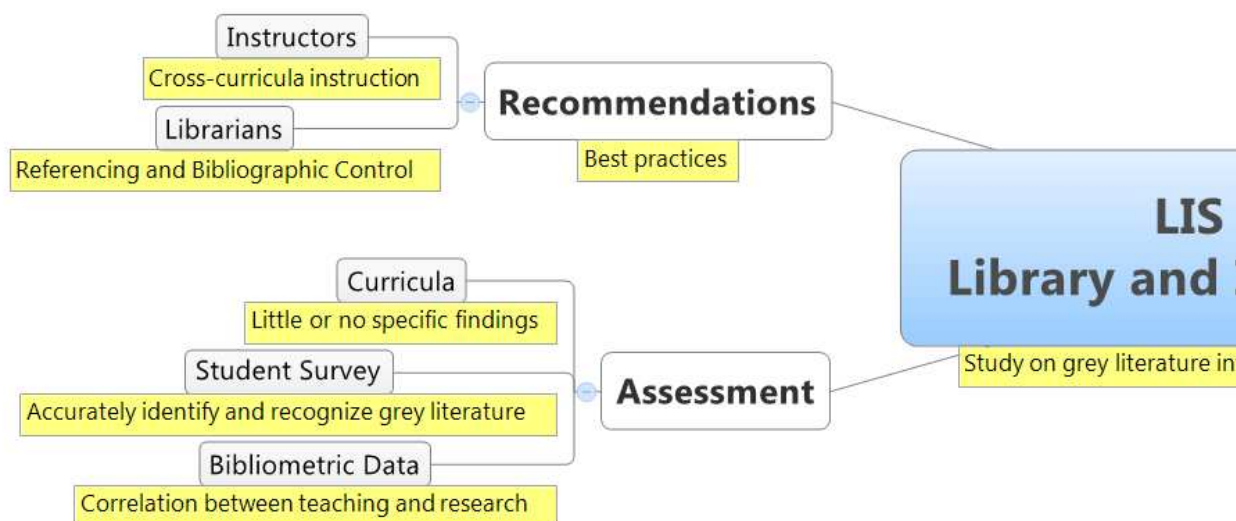 Instructors
Cross-curricula instruction
Librarians
Referencing and Bibliographic Control
Recommendations
Best practices
LIS
Library and
Study on grey literature in
Curricula
Little or no specific findings
Student Survey
Accurately identify and recognize grey literature
Bibliometric Data
Correlation between teaching and research
Assessment